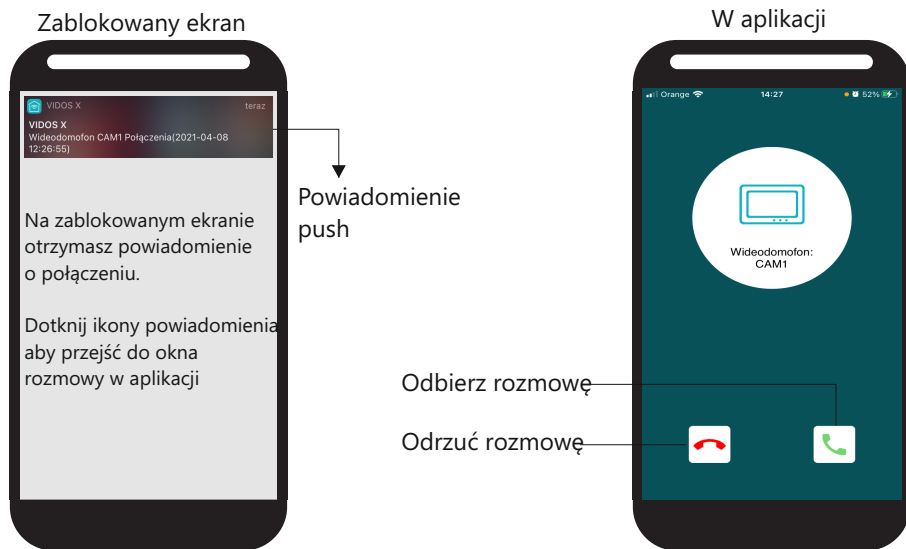 Zablokowany ekran
VIDOS X
teraz
VIDOS X
Wideodomofon CAM1 Połączenia(2021-04-08
12:26:55)
Powiadomienie
push
Na zablokowanym ekranie
otrzymasz powiadomienie
o połączeniu.
Dotknij ikony powiadomienia
aby przejść do okna
rozmowy w aplikacji
W aplikacji
Orange
14:27
52%
Wideodomofon:
CAM1
Odbierz rozmowę
Odrzuć rozmowę